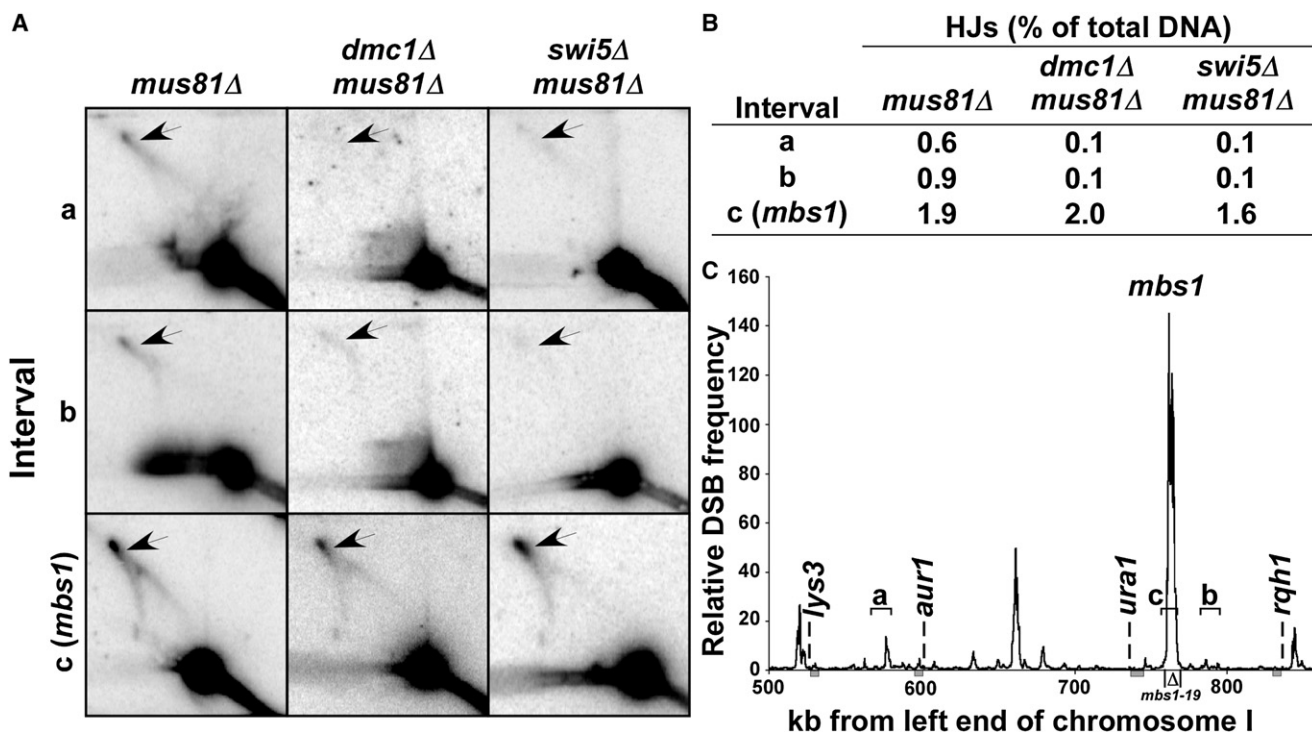 A
mus81Δ
dmc1Δ
mus81Δ
swi5Δ
mus81Δ
Interval
a
b
c (mbs1)
B
HJs (% of total DNA)
Interval mus81Δ dmc1Δ mus81Δ swi5Δ mus81Δ
a 0.6 0.1 0.1
b 0.9 0.1 0.1
c (mbs1) 1.9 2.0 1.6
C
Relative DSB frequency
160
140
120
100
80
60
40
20
0
mbs1
lys3
a
aur1
ura1
c
b
rqh1
Δ
mbs1-19
500 600 700 800
kb from left end of chromosome I